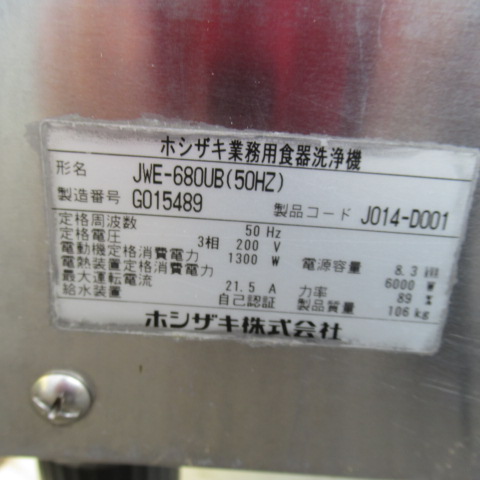 ホシザキ業務用食器洗浄機
形名 JWE-680UB(50HZ)
製造番号 G015489 製品コード J014-D001
定格周波数 50 Hz
定格電圧 3相 200 V
電動機定格消費電力 1300 W 電源容量 8.3 kVA
電熱装置定格消費電力 6000 W
最大運転電流 21.5 A 力率 89 %
給水装置 自己認証 製品質量 106 kg
ホシザキ株式会社